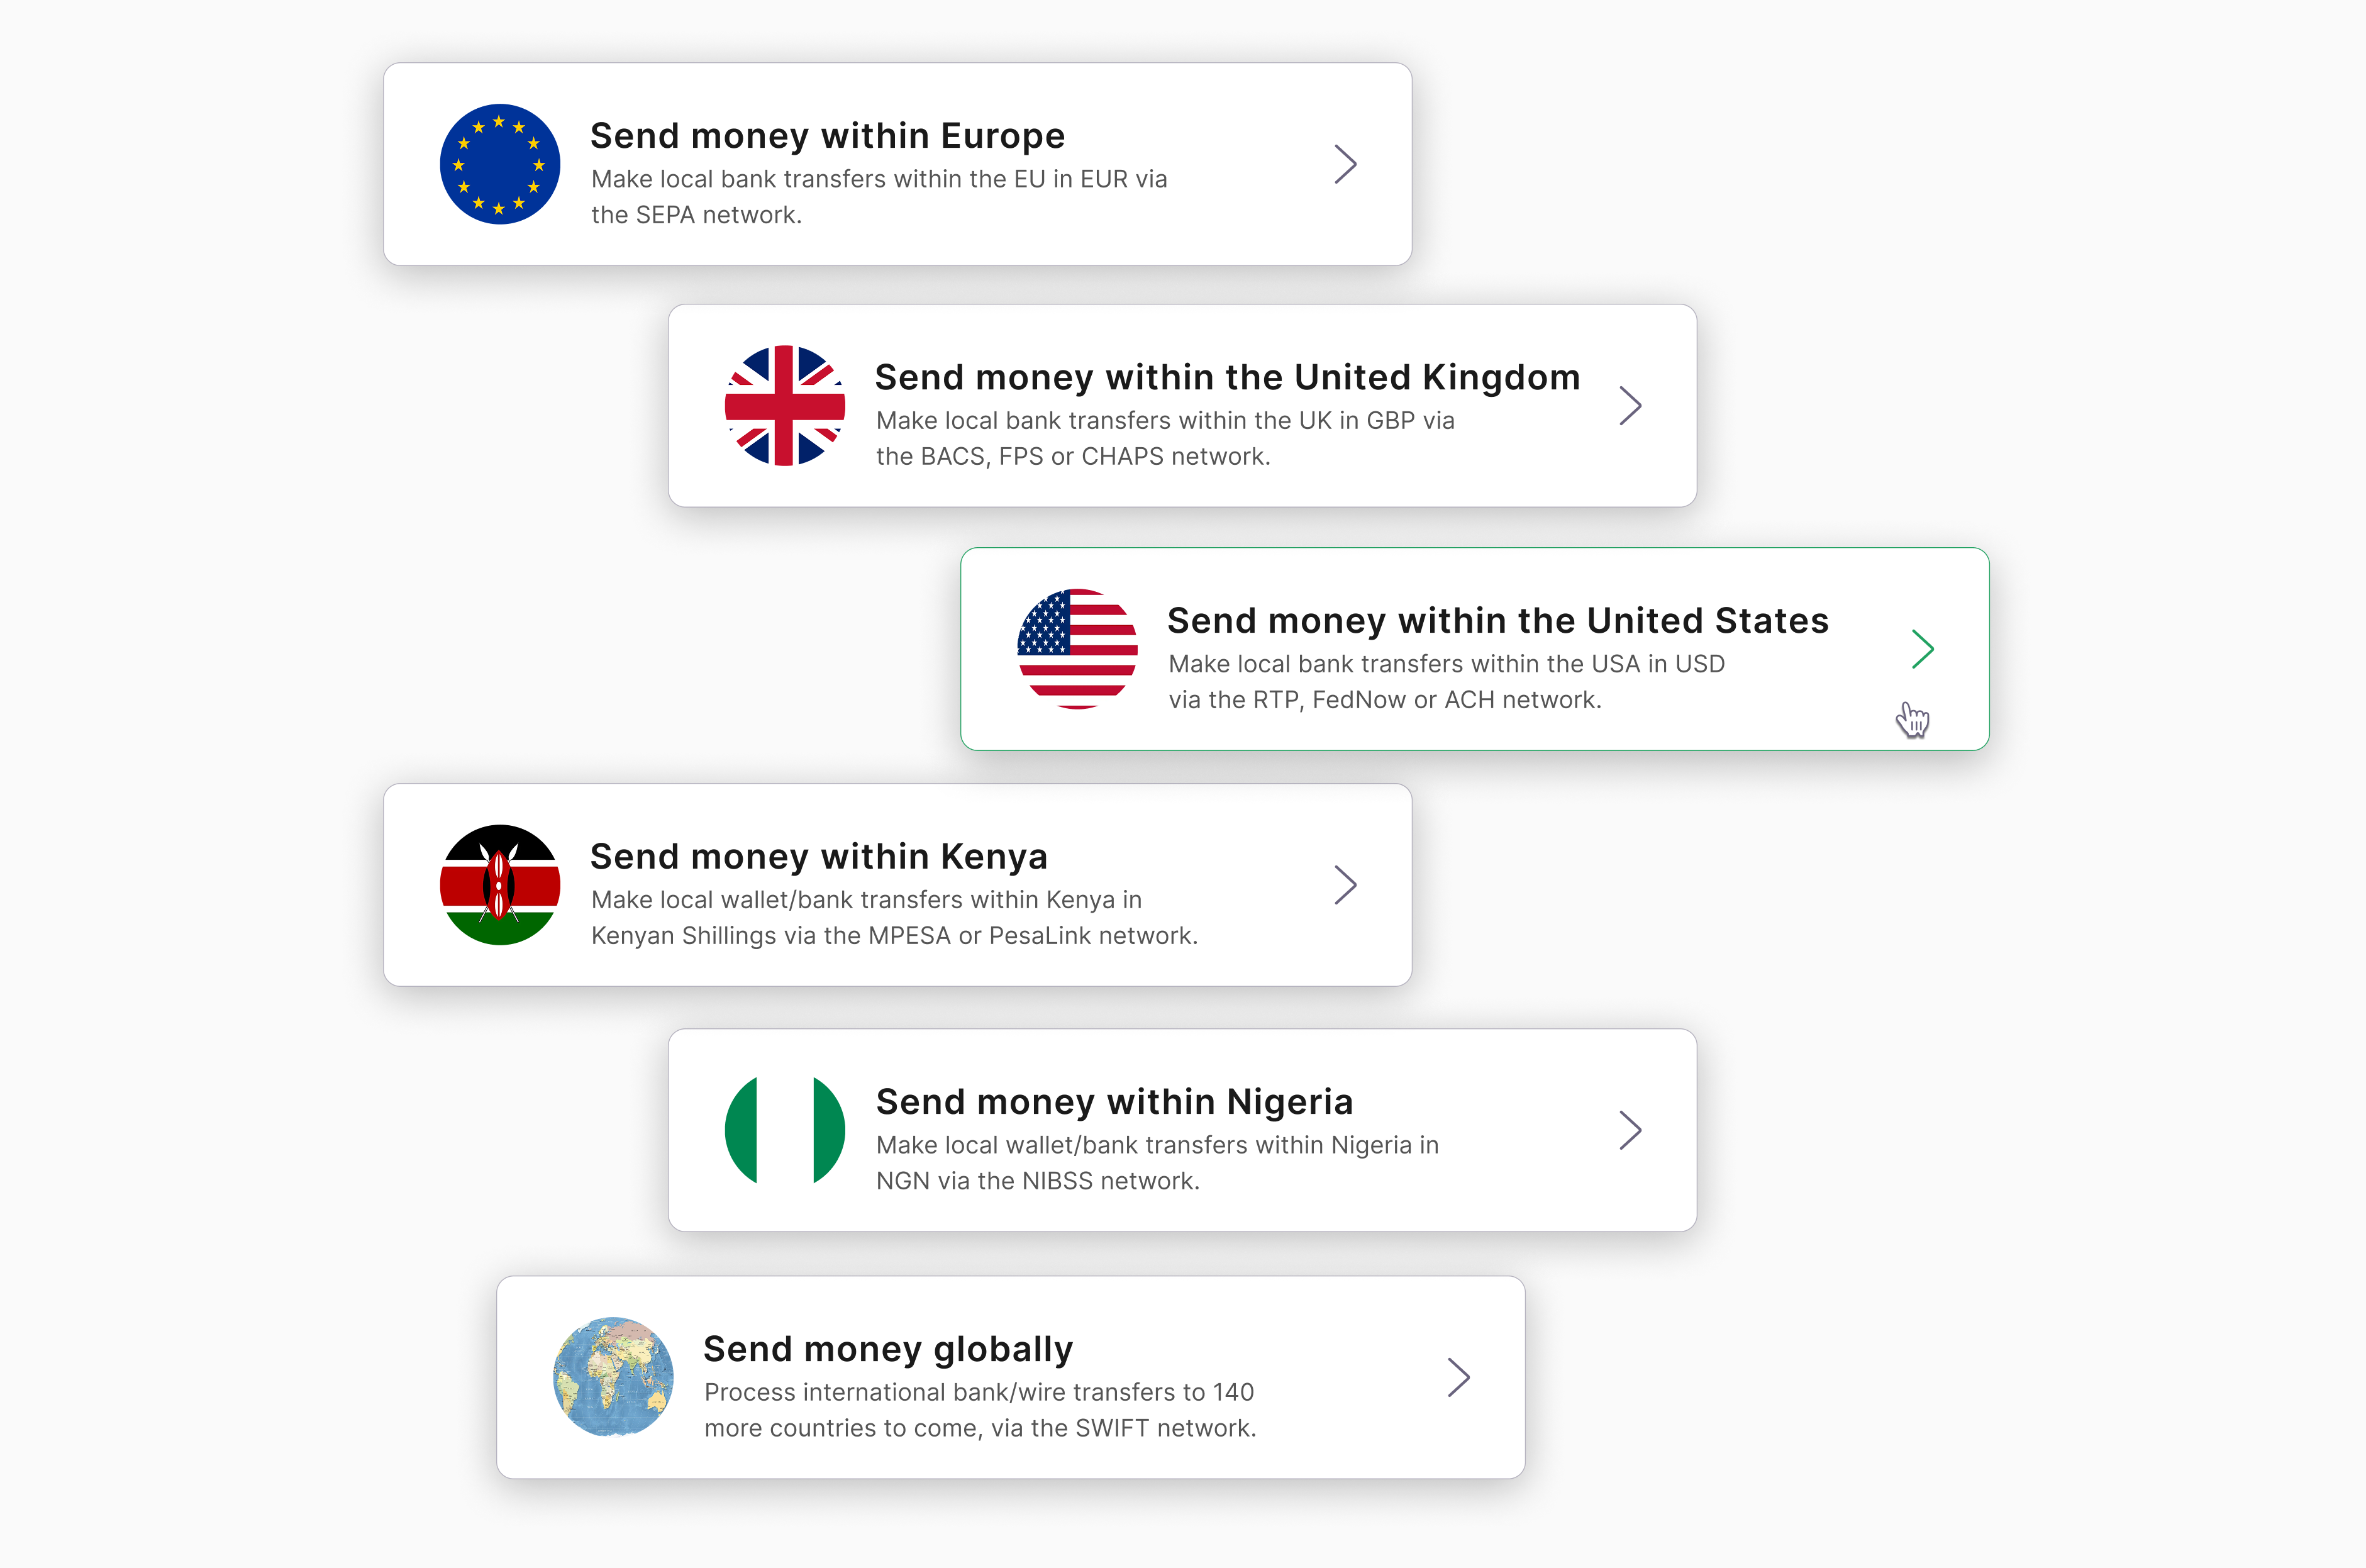 Send money within Europe
Make local bank transfers within the EU in EUR via
the SEPA network.
Send money within the United Kingdom
Make local bank transfers within the UK in GBP via
the BACS, FPS or CHAPS network.
Send money within the United States
Make local bank transfers within the USA in USD
via the RTP, FedNow or ACH network.
Send money within Kenya
Make local wallet/bank transfers within Kenya in
Kenyan Shillings via the MPESA or PesaLink network.
Send money within Nigeria
Make local wallet/bank transfers within Nigeria in
NGN via the NIBSS network.
Send money globally
Process international bank/wire transfers to 140
more countries to come, via the SWIFT network.